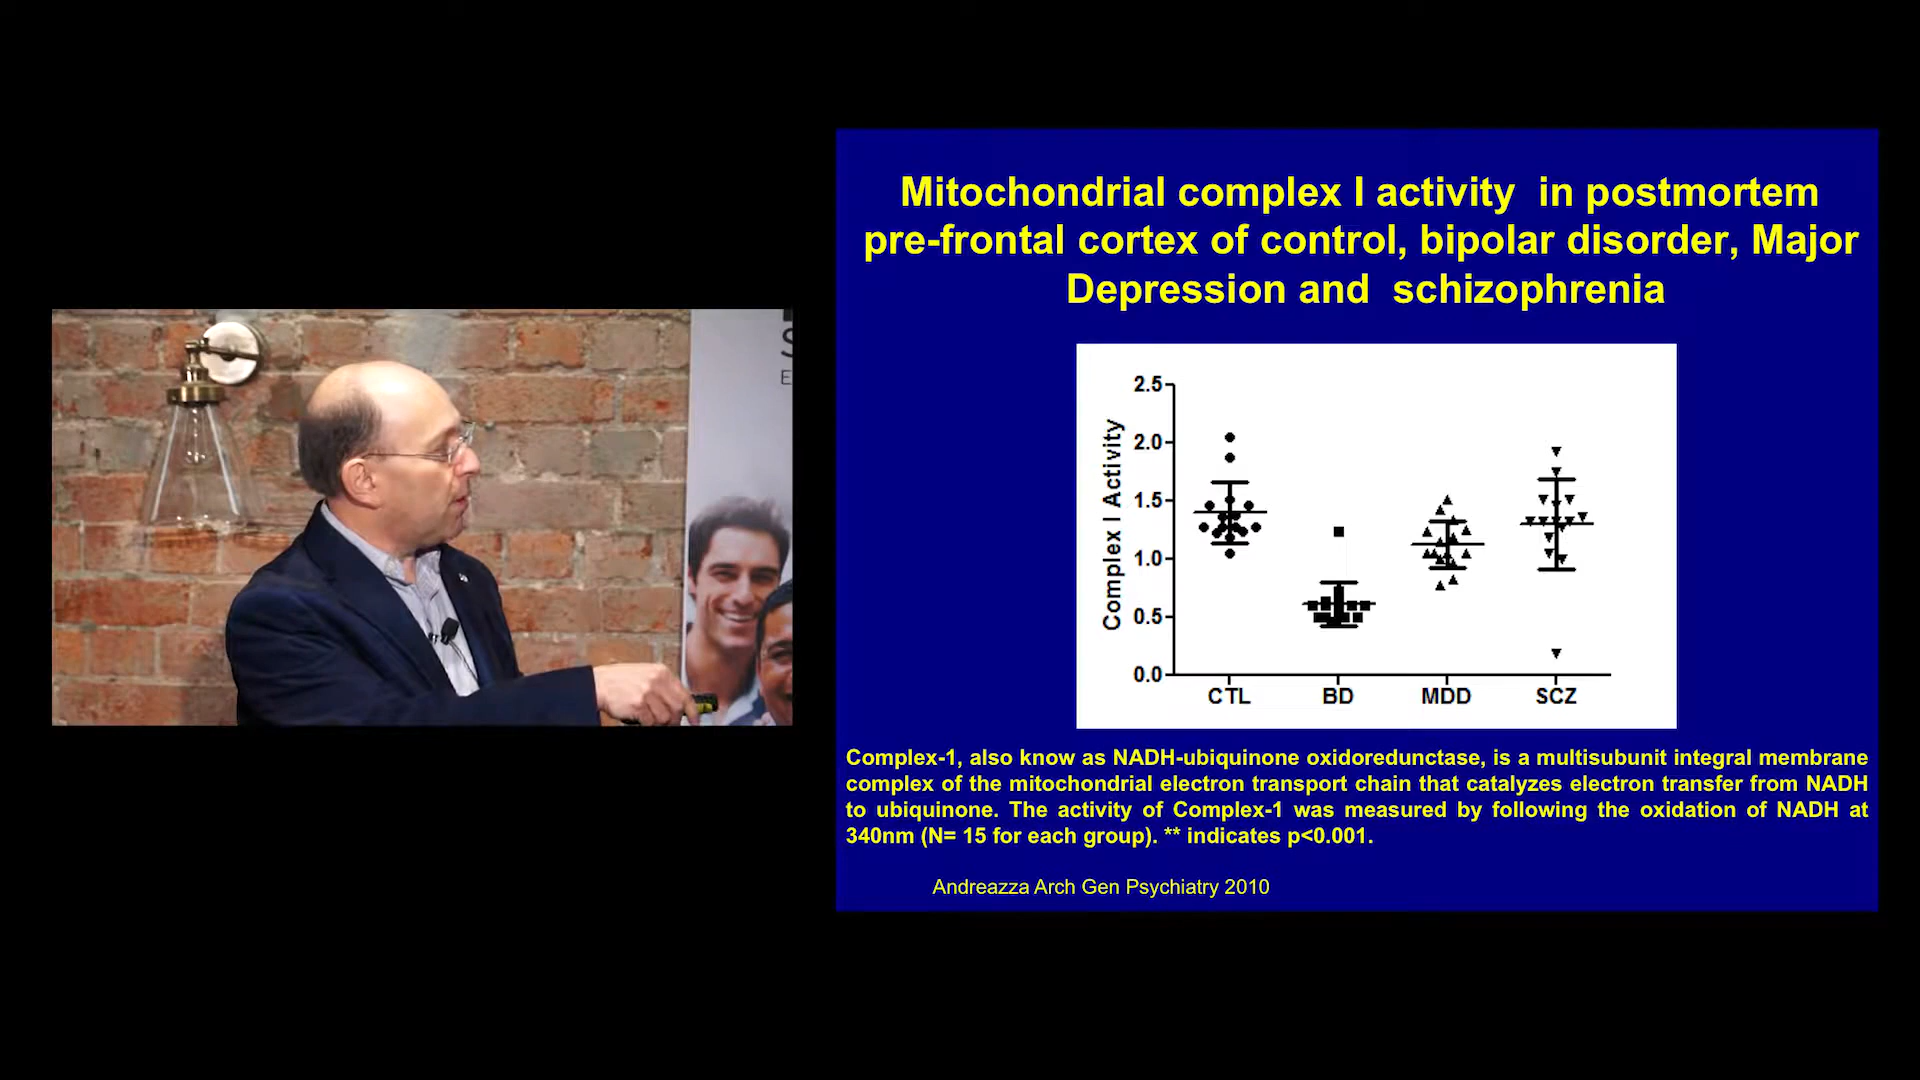 Mitochondrial complex I activity in postmortem
pre-frontal cortex of control, bipolar disorder, Major
Depression and schizophrenia
2.5
2.0
1.5
1.0
0.5
0.0
Complex I Activity
CTL BD MDD SCZ
Complex-1, also know as NADH-ubiquinone oxidoredunctase, is a multisubunit integral membrane
complex of the mitochondrial electron transport chain that catalyzes electron transfer from NADH
to ubiquinone. The activity of Complex-1 was measured by following the oxidation of NADH at
340nm (N= 15 for each group). ** indicates p<0.001.
Andreazza Arch Gen Psychiatry 2010